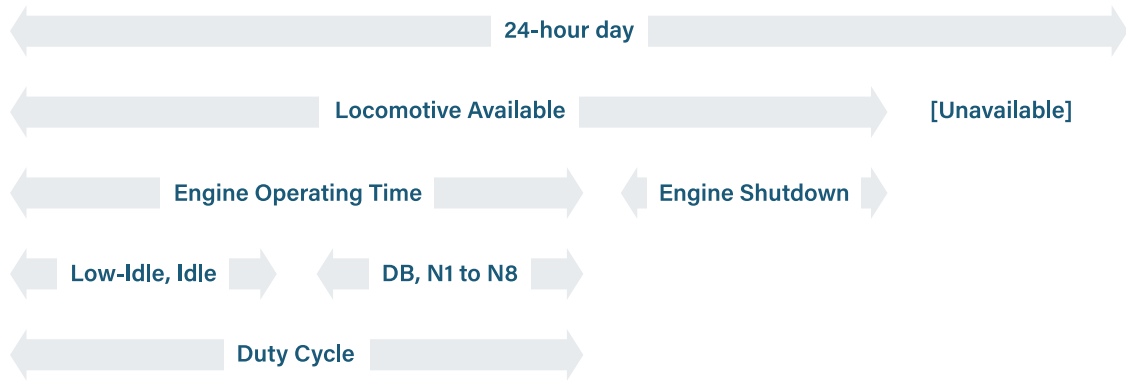 24-hour day
Locomotive Available
[Unavailable]
Engine Operating Time
Engine Shutdown
Low-Idle, Idle
DB, N1 to N8
Duty Cycle